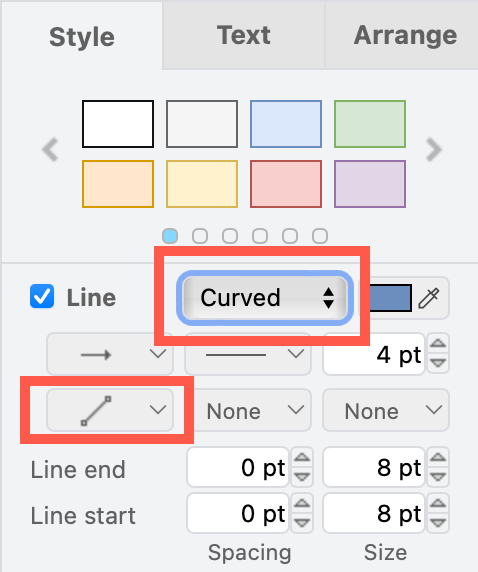 Style Text Arrange
Line Curved
4 pt
None None
Line end 0 pt 8 pt
Line start 0 pt 8 pt
Spacing Size